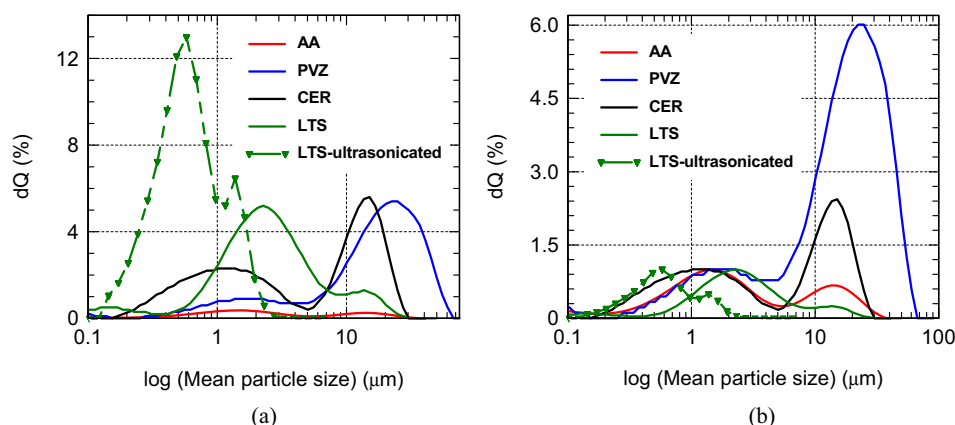 12
8
4
0
dQ (%)
AA
PVZ
CER
LTS
LTS-ultrasonicated
0.1
1
10
log (Mean particle size) (μm)
(a)
6.0
4.5
3.0
1.5
0
dQ (%)
AA
PVZ
CER
LTS
LTS-ultrasonicated
0.1
1
10
100
log (Mean particle size) (μm)
(b)